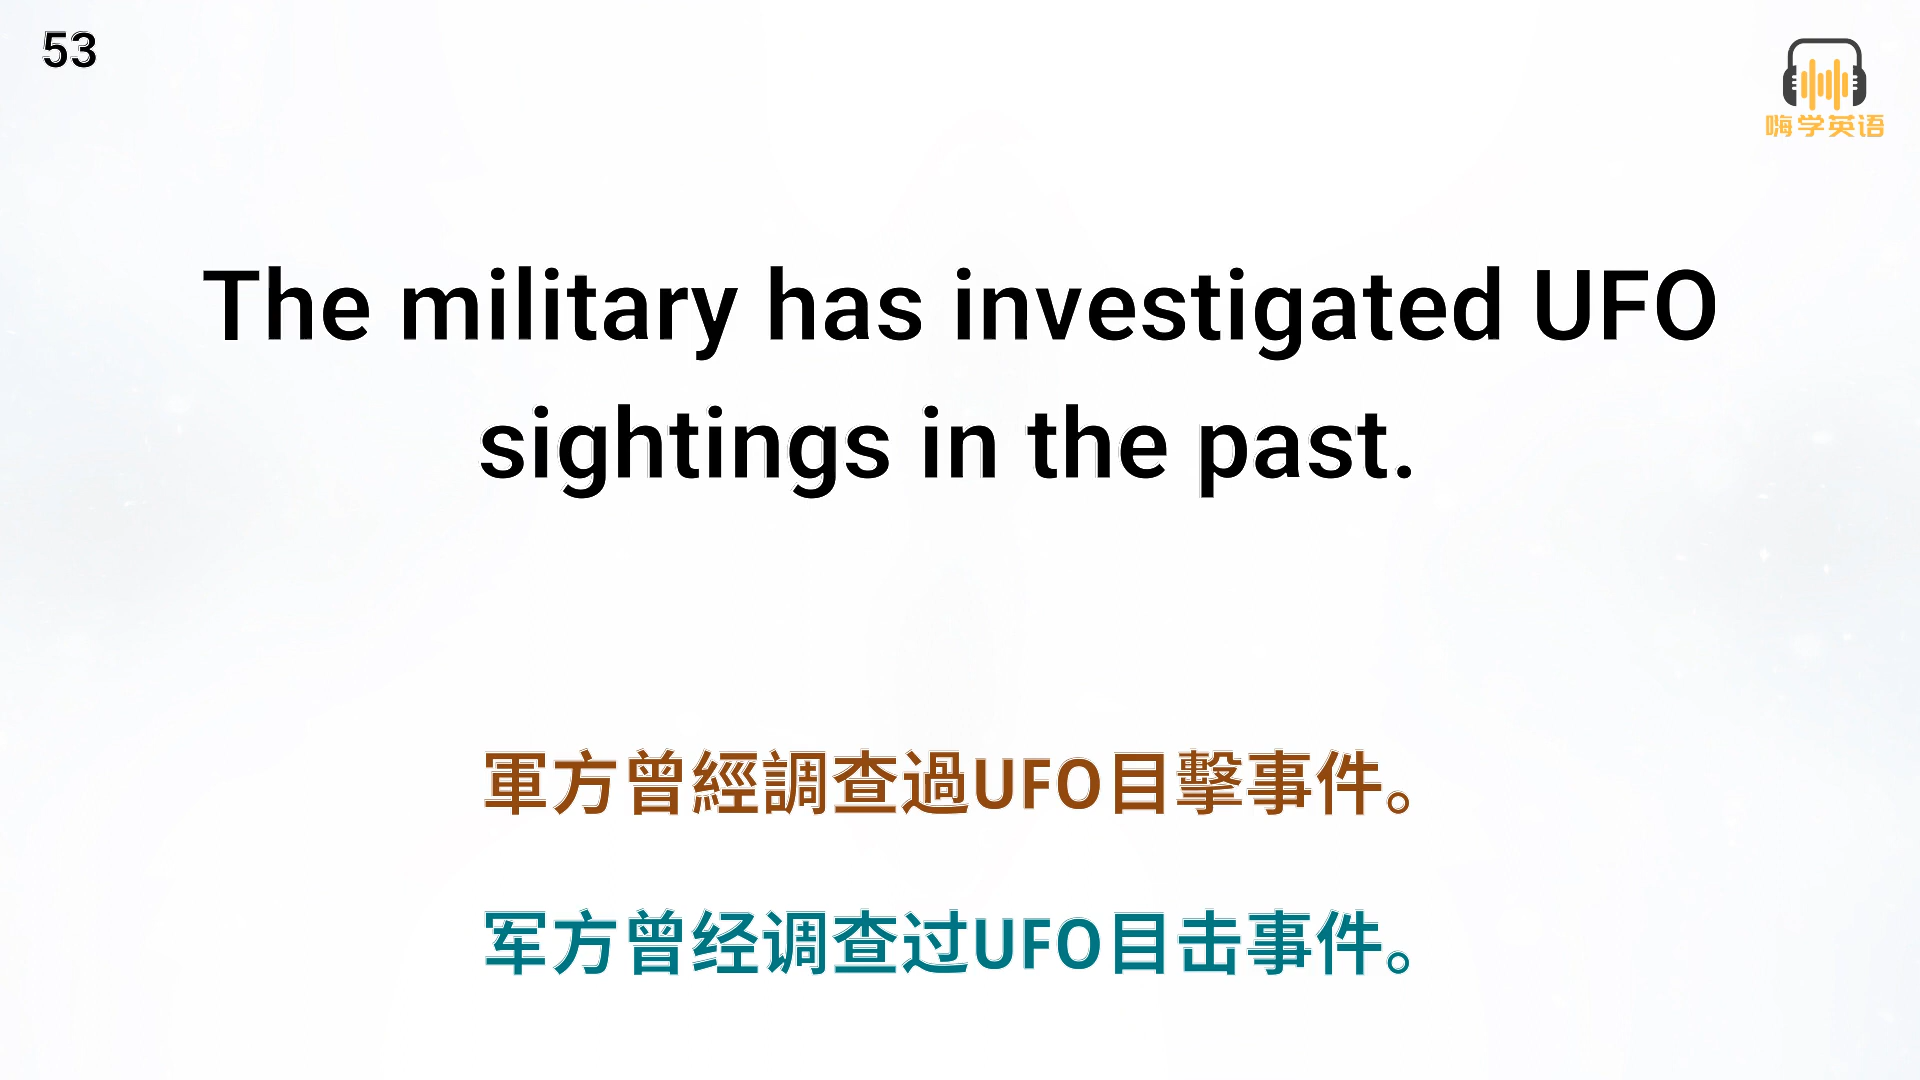 53
嗨学英语
The military has investigated UFO
sightings in the past.
軍方曾經調查過UFO目擊事件。
军方曾经调查过UFO目击事件。